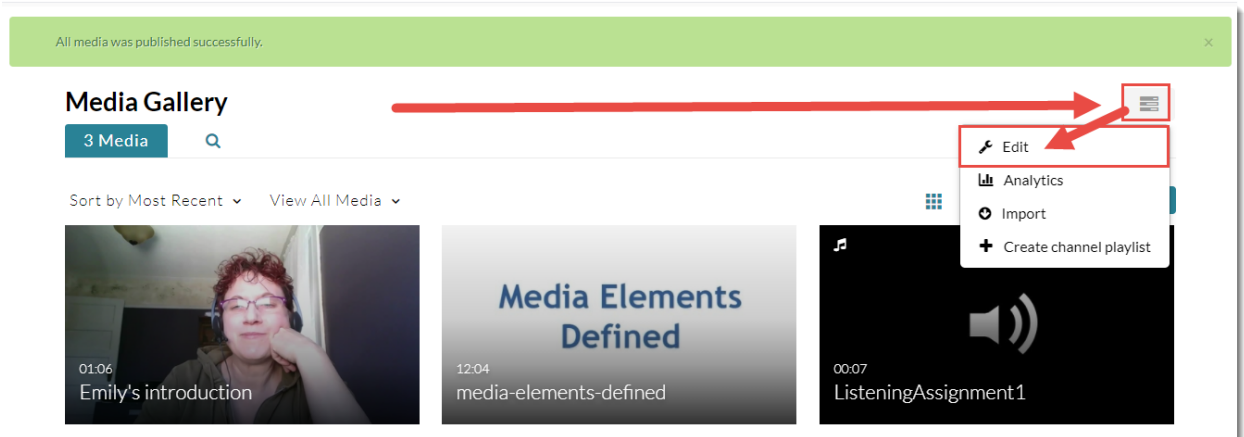 All media was published successfully.
×
Media Gallery
3 Media
Edit
Analytics
Import
Create channel playlist
Sort by Most Recent
View All Media
Media Elements
Defined
01:06
Emily's introduction
12:04
media-elements-defined
00:07
ListeningAssignment1